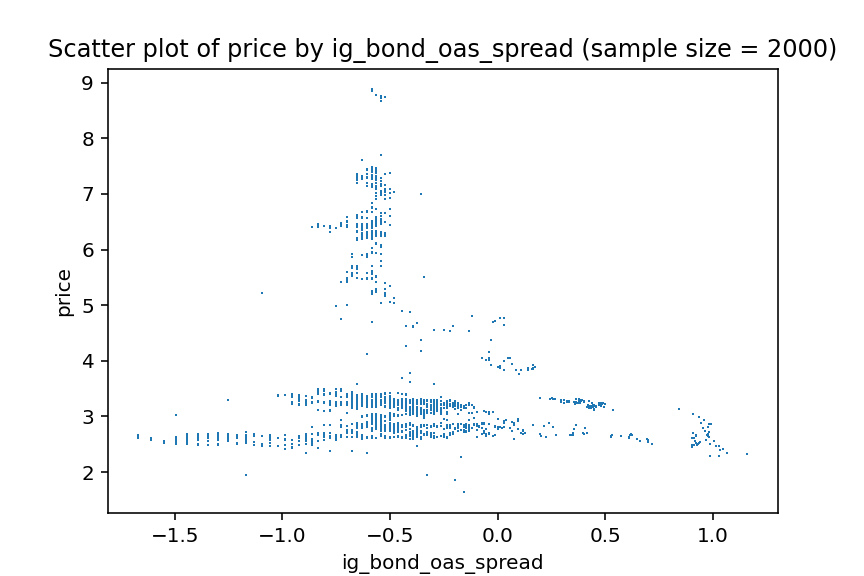 Scatter plot of price by ig_bond_oas_spread (sample size = 2000)
9
8
7
6
5
4
3
2
price
−1.5 −1.0 −0.5 0.0 0.5 1.0
ig_bond_oas_spread